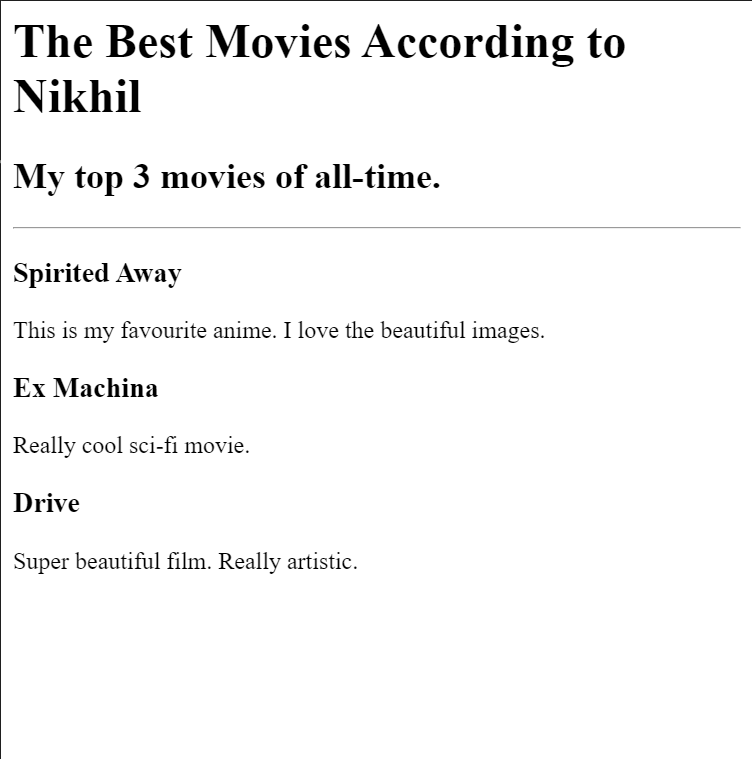 The Best Movies According to
Nikhil
My top 3 movies of all-time.
Spirited Away
This is my favourite anime. I love the beautiful images.
Ex Machina
Really cool sci-fi movie.
Drive
Super beautiful film. Really artistic.